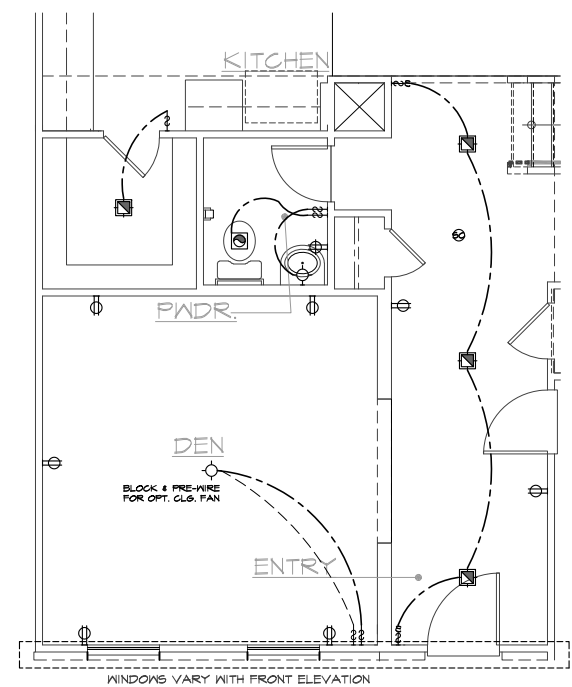 KITCHEN
PWDR.
DEN
BLOCK & PRE-WIRE
FOR OPT. CLG. FAN
ENTRY
WINDOWS VARY WITH FRONT ELEVATION